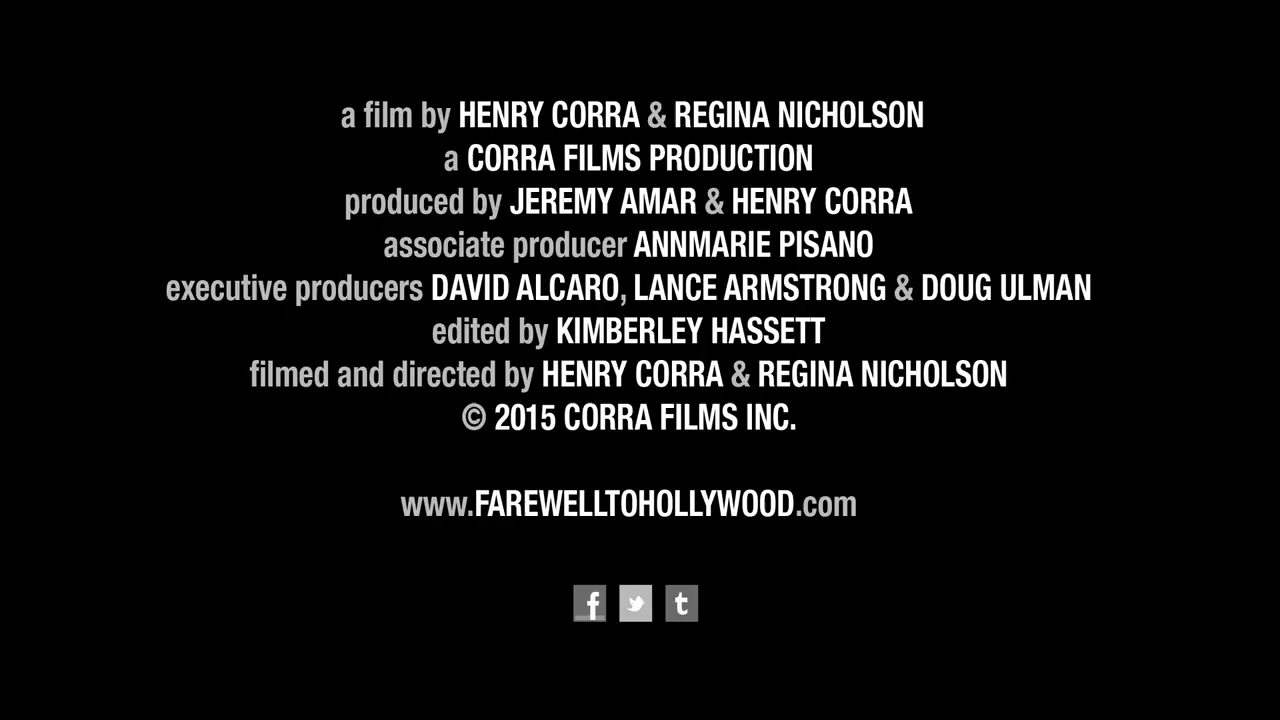 a film by HENRY CORRA & REGINA NICHOLSON
a CORRA FILMS PRODUCTION
produced by JEREMY AMAR & HENRY CORRA
associate producer ANNMARIE PISANO
executive producers DAVID ALCARO, LANCE ARMSTRONG & DOUG ULMAN
edited by KIMBERLEY HASSETT
filmed and directed by HENRY CORRA & REGINA NICHOLSON
© 2015 CORRA FILMS INC.
www.FAREWELLTOHOLLYWOOD.com
f t